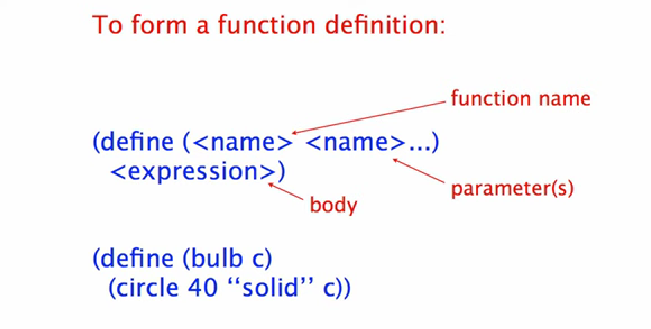 To form a function definition:
function name
(define (<name> <name>...)
<expression>)
parameter(s)
body
(define (bulb c)
(circle 40 ‘‘solid’’ c))